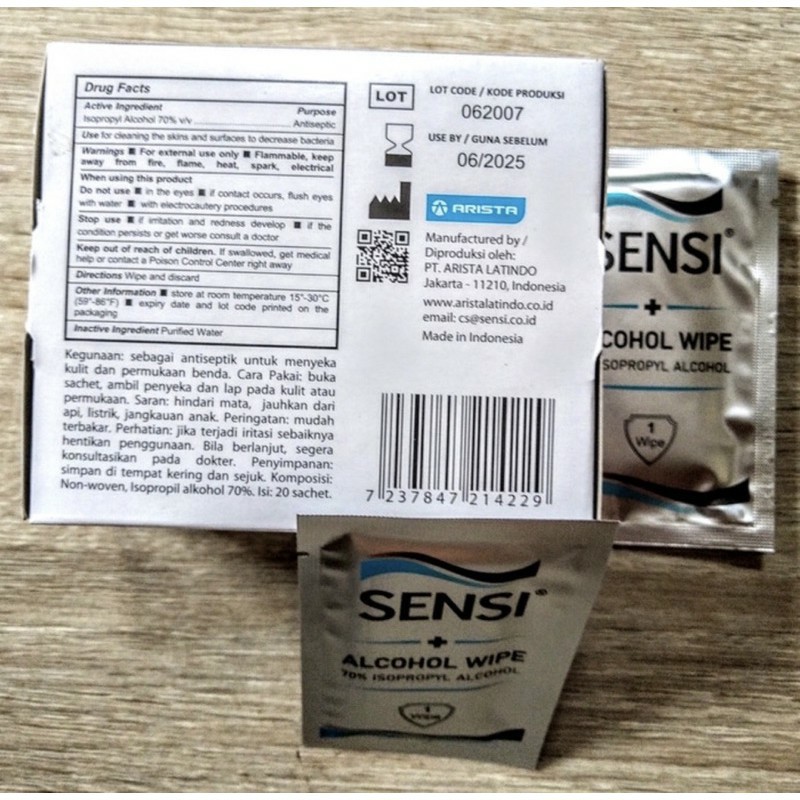 Drug Facts
Active Ingredient Purpose
Isopropyl Alcohol 70% v/v Antiseptic
Use for cleaning the skins and surfaces to decrease bacteria
Warnings ■ For external use only ■ Flammable, keep
away from fire, flame, heat, spark, electrical
When using this product
Do not use ■ in the eyes ■ if contact occurs, flush eyes
with water ■ with electrocautery procedures
Stop use ■ if irritation and redness develop ■ if the
condition persists or get worse consult a doctor
Keep out of reach of children. If swallowed, get medical
help or contact a Poison Control Center right away
Directions Wipe and discard
Other Information ■ store at room temperature 15°-30°C
(59°-86°F) ■ expiry date and lot code printed on the
packaging
Inactive Ingredient Purified Water
Kegunaan: sebagai antiseptik untuk menyeka
kulit dan permukaan benda. Cara Pakai: buka
sachet, ambil penyeka dan lap pada kulit atau
permukaan. Saran: hindari mata, jauhkan dari
api, listrik, jangkauan anak. Peringatan: mudah
terbakar. Perhatian: jika terjadi iritasi sebaiknya
hentikan penggunaan. Bila berlanjut, segera
konsultasikan pada dokter. Penyimpanan:
simpan di tempat kering dan sejuk. Komposisi:
Non-woven, Isopropil alkohol 70%. Isi: 20 sachet.
LOT
LOT CODE / KODE PRODUKSI
062007
USE BY / GUNA SEBELUM
06/2025
ARISTA
Manufactured by /
Diproduksi oleh:
PT. ARISTA LATINDO
Jakarta - 11210, Indonesia
www.aristalatindo.co.id
email: cs@sensi.co.id
Made in Indonesia
7 237847 214229
SENSI®
COHOL WIPE
SOPROPYL ALCOHOL
1
Wipe
SENSI®
ALCOHOL WIPE
70% ISOPROPYL ALCOHOL
1
Wipe